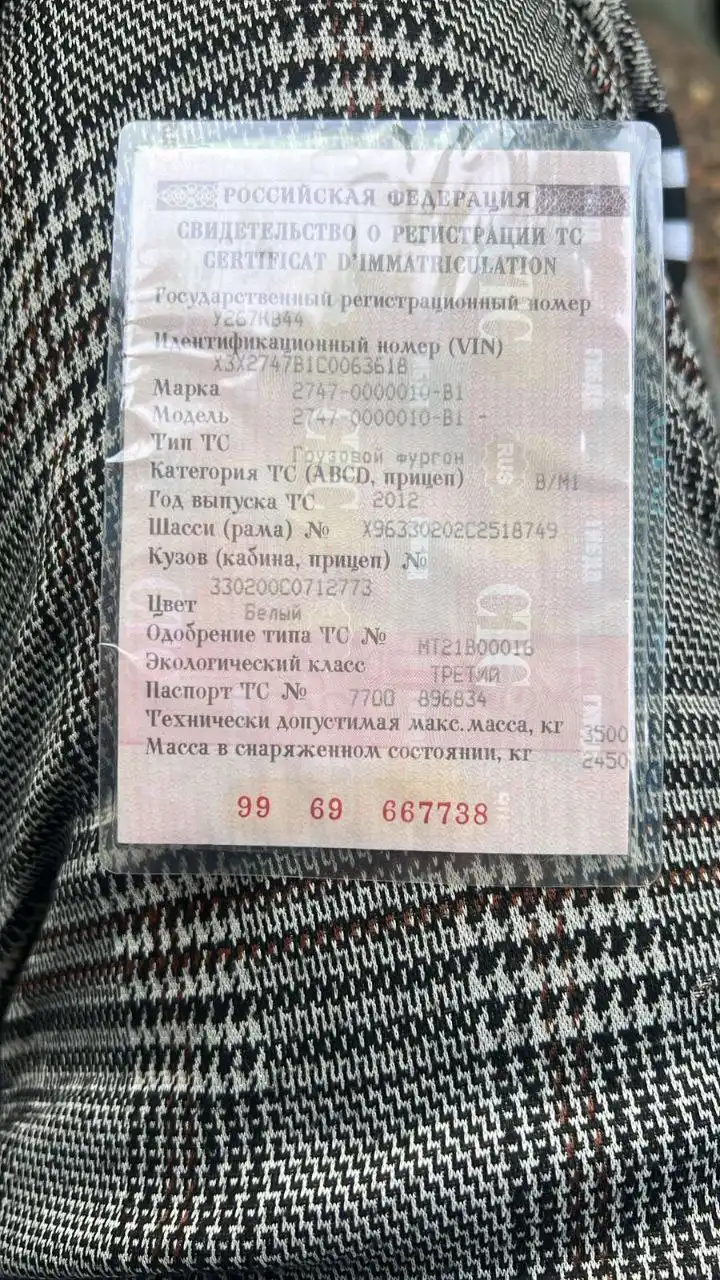 РОССИЙСКАЯ ФЕДЕРАЦИЯ
СВИДЕТЕЛЬСТВО О РЕГИСТРАЦИИ ТС
CERTIFICAT D'IMMATRICULATION
Государственный регистрационный номер
У267КВ44
Идентификационный номер (VIN)
X3X2747B1C0063618
Марка 2747-0000010-B1
Модель 2747-0000010-B1 -
Тип ТС Грузовой фургон
Категория ТС (ABCD, прицеп) B/M1
Год выпуска ТС 2012
Шасси (рама) № X96330202C2518749
Кузов (кабина, прицеп) №
330200C0712773
Цвет Белый
Одобрение типа ТС № МТ21В00016
Экологический класс ТРЕТИЙ
Паспорт ТС № 7700 896834
Технически допустимая макс.масса, кг 3500
Масса в снаряженном состоянии, кг 2450
99 69 667738